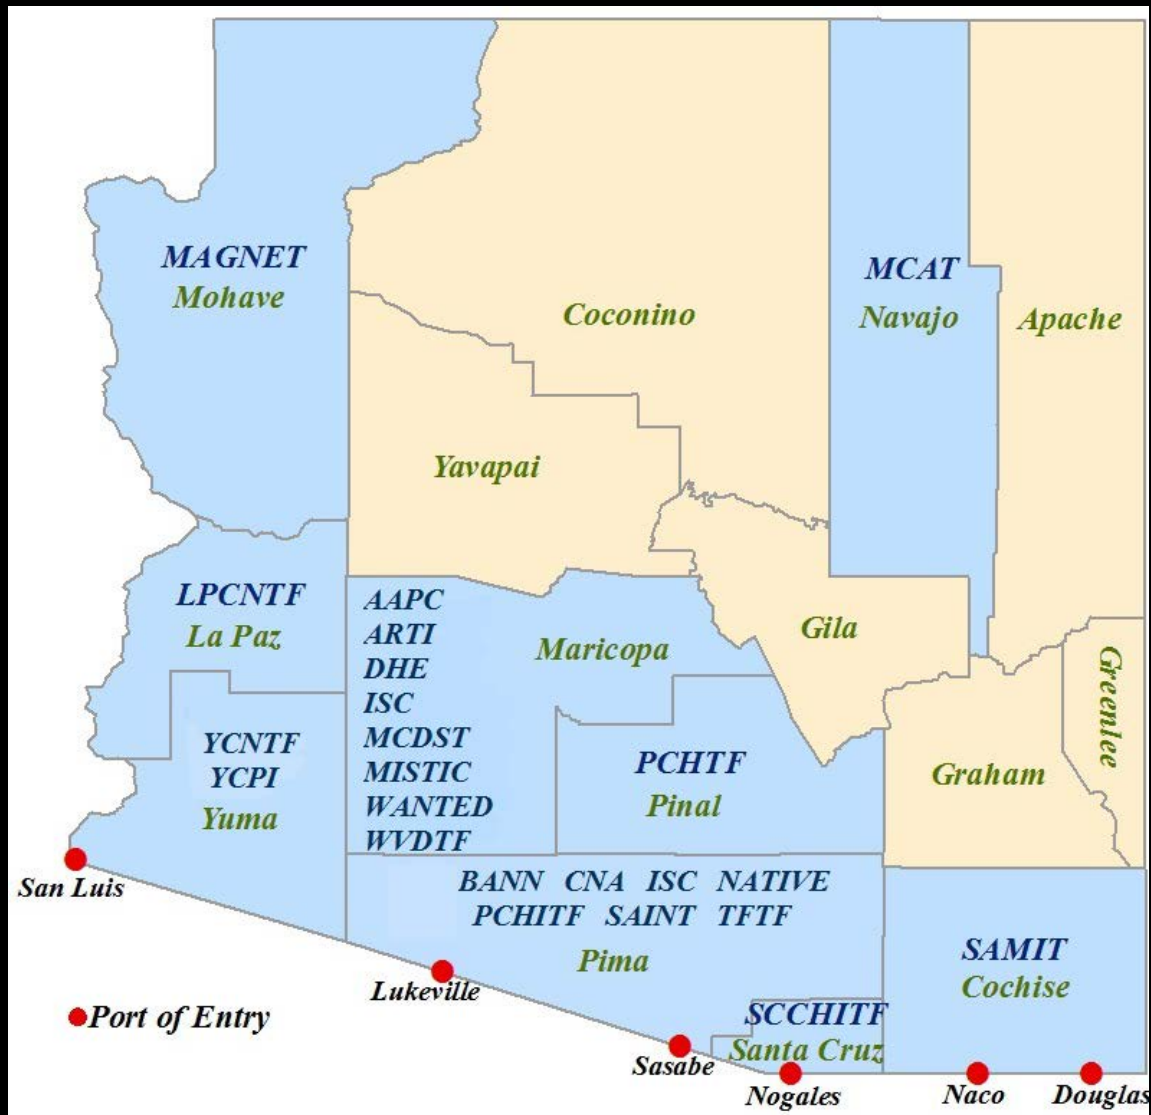 MAGNET
Mohave
MCAT
Navajo
Coconino
Apache
Yavapai
LPCNTF
La Paz
AAPC
ARTI
DHE
ISC
MCDST
MISTIC
WANTED
WVDTF
Maricopa
Gila
Greenlee
YCNTF
YCPI
Yuma
PCHTF
Pinal
Graham
San Luis
BANN CNA ISC NATIVE
PCHITF SAINT TFTF
Pima
SAMIT
Cochise
Lukeville
Port of Entry
SCCHITF
Santa Cruz
Sasabe
Nogales
Naco
Douglas